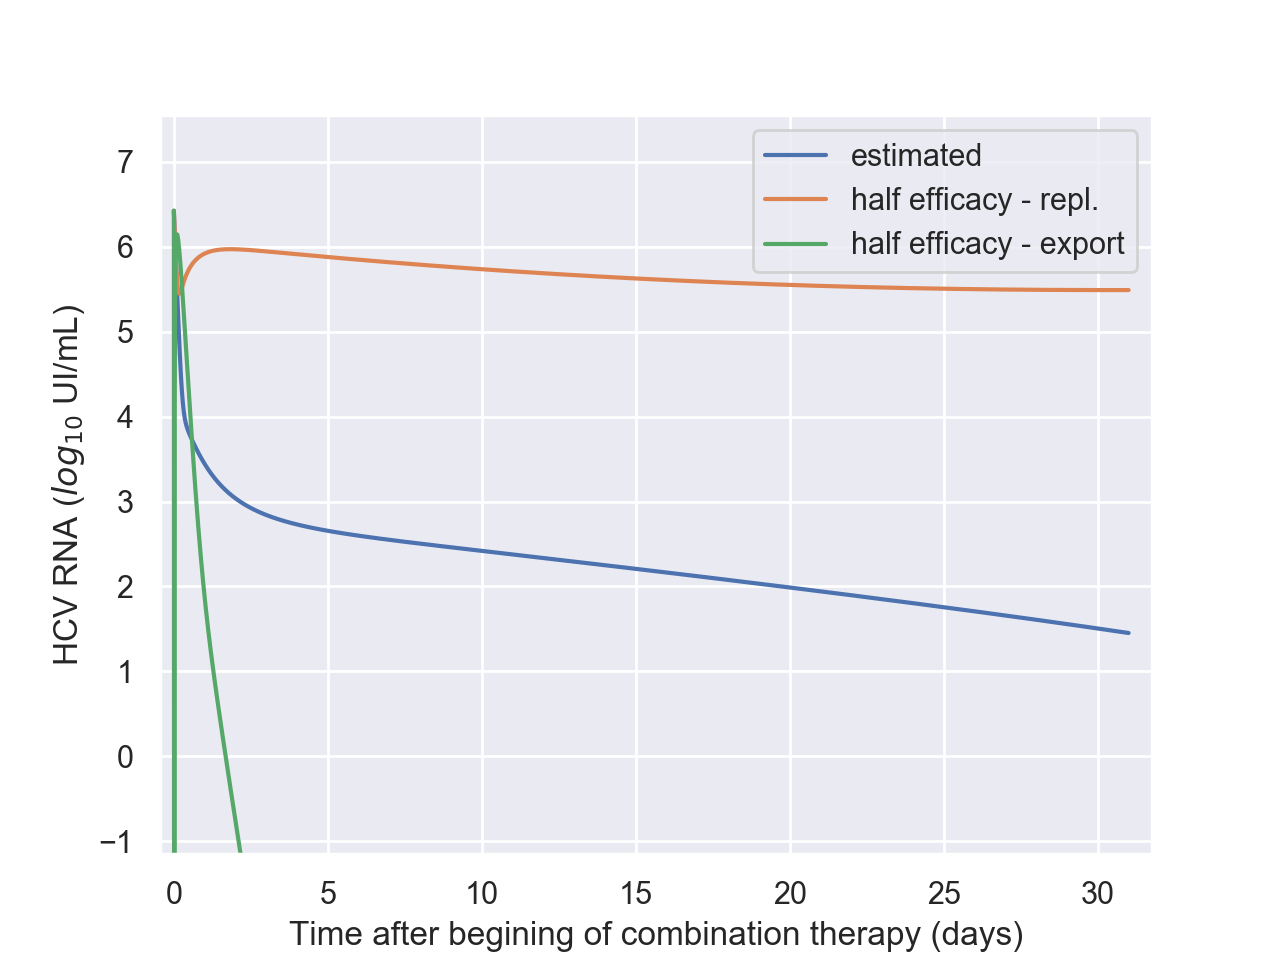 estimated
half efficacy - repl.
half efficacy - export
7
6
5
4
3
2
1
0
−1
HCV RNA (log₁₀ UI/mL)
0 5 10 15 20 25 30
Time after begining of combination therapy (days)